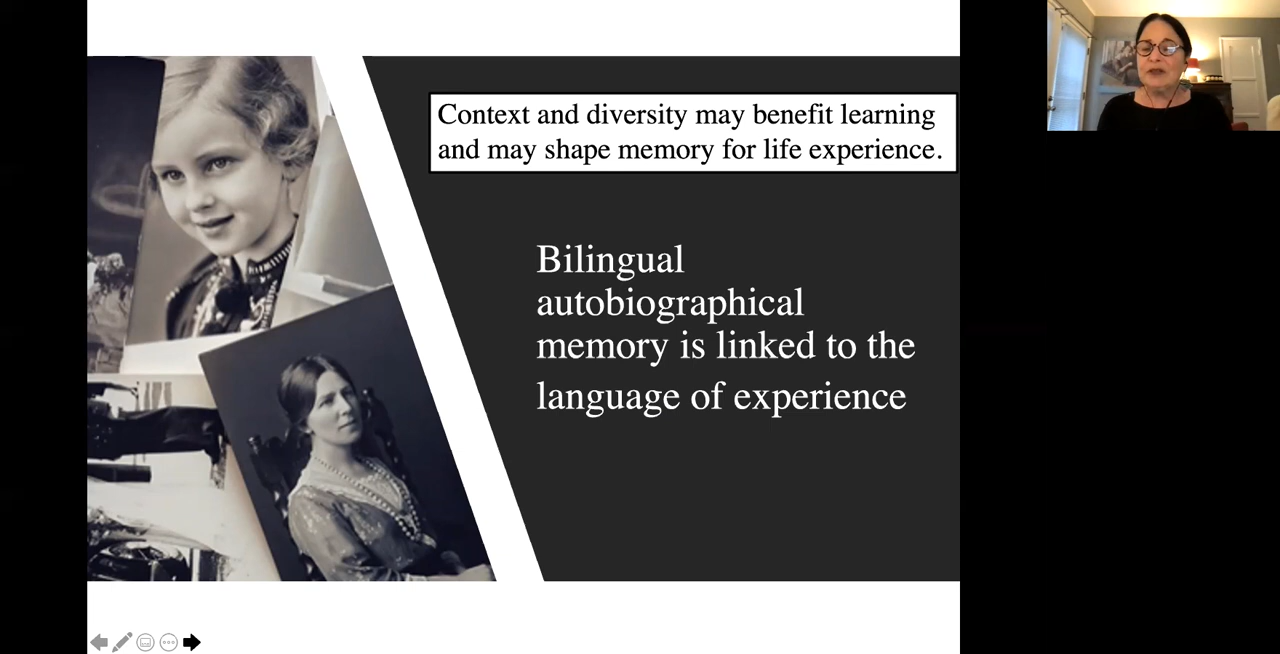 Context and diversity may benefit learning
and may shape memory for life experience.
Bilingual
autobiographical
memory is linked to the
language of experience